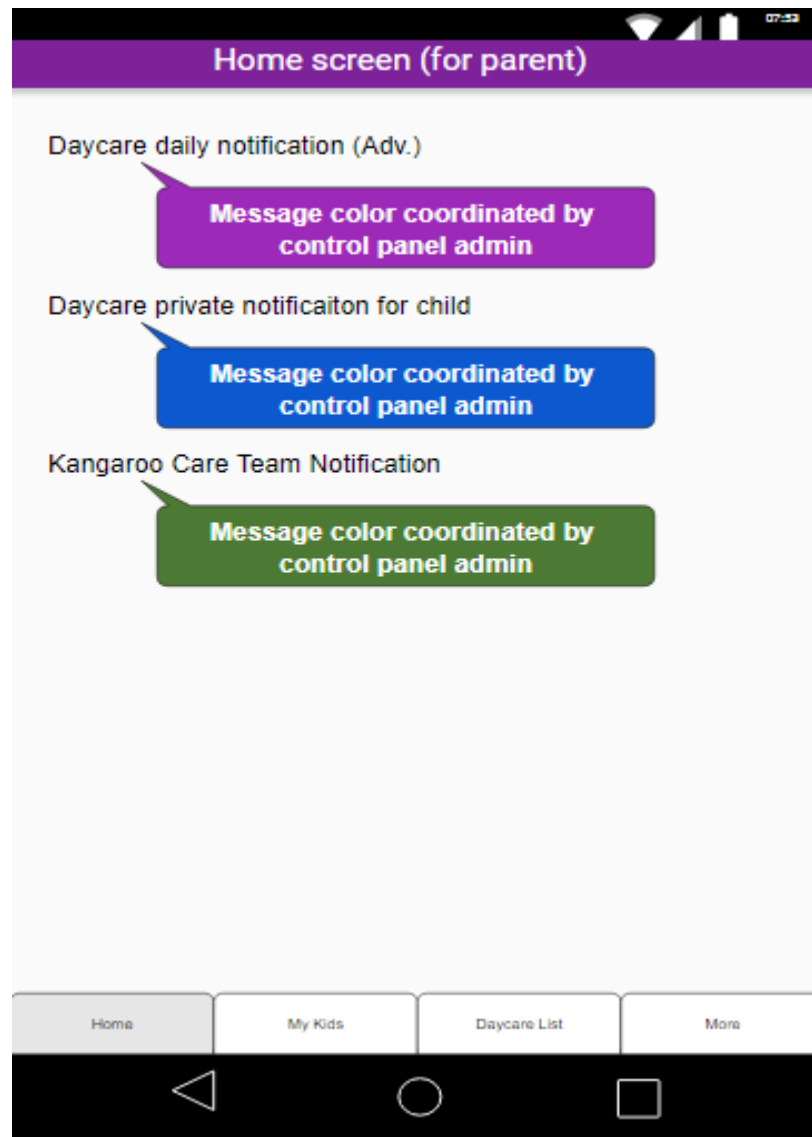 07:53
Home screen (for parent)
Daycare daily notification (Adv.)
Message color coordinated by
control panel admin
Daycare private notificaiton for child
Message color coordinated by
control panel admin
Kangaroo Care Team Notification
Message color coordinated by
control panel admin
Home
My Kids
Daycare List
More